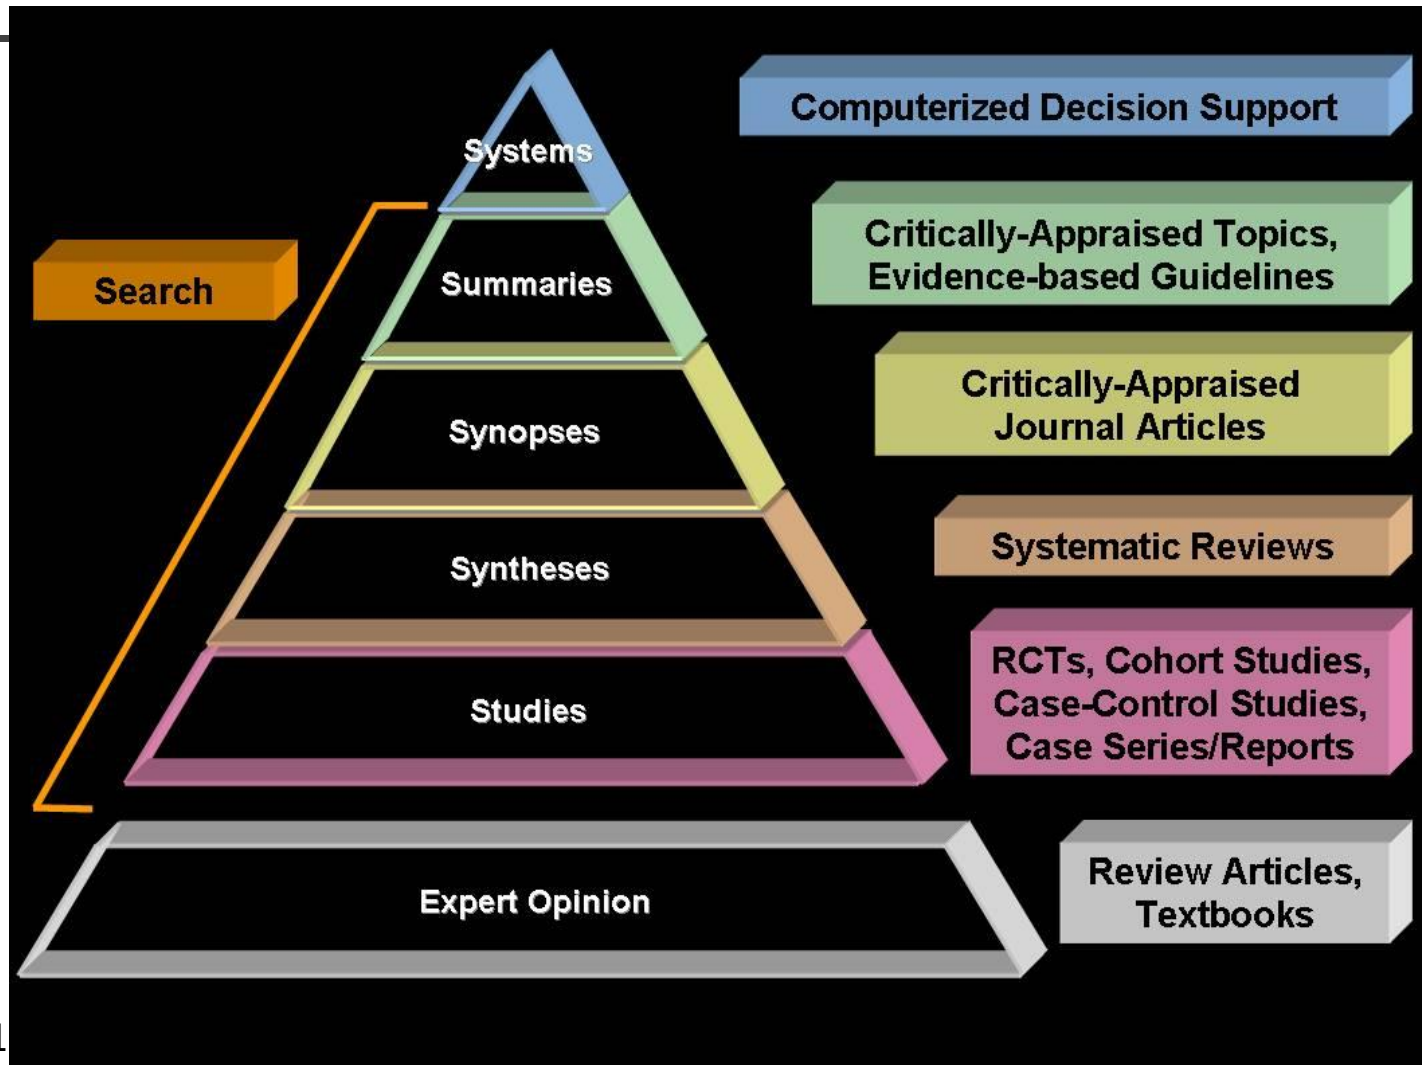 Systems
Computerized Decision Support
Search
Summaries
Critically-Appraised Topics,
Evidence-based Guidelines
Synopses
Critically-Appraised
Journal Articles
Syntheses
Systematic Reviews
Studies
RCTs, Cohort Studies,
Case-Control Studies,
Case Series/Reports
Expert Opinion
Review Articles,
Textbooks
1